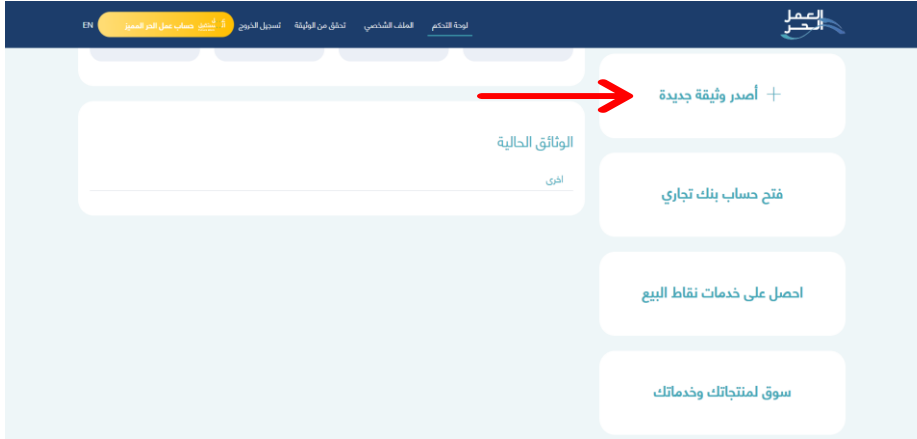 العمل
الحر
لوحة التحكم
الملف الشخصي
تحقق من الوثيقة
تسجيل الخروج
حساب عمل الحر المميز
EN
+ أصدر وثيقة جديدة
الوثائق الحالية
اخرى
فتح حساب بنك تجاري
احصل على خدمات نقاط البيع
سوق لمنتجاتك وخدماتك